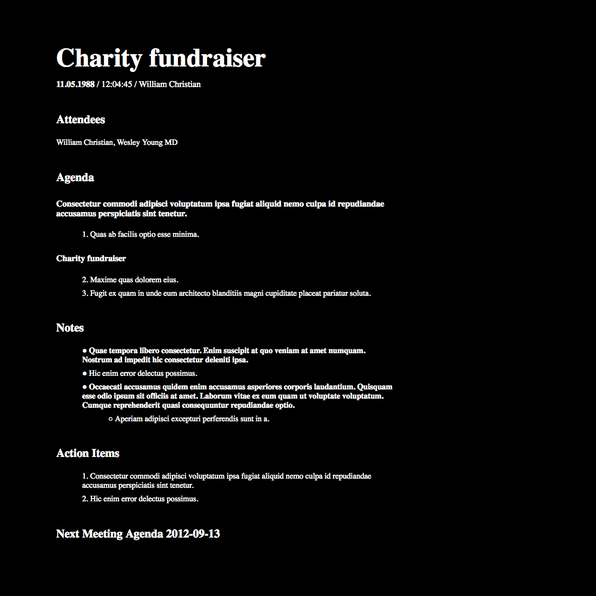 Charity fundraiser
11.05.1988 / 12:04:45 / William Christian
Attendees
William Christian, Wesley Young MD
Agenda
Consectetur commodi adipisci voluptatum ipsa fugiat aliquid nemo culpa id repudiandae
accusamus perspiciatis sint tenetur.
1. Quas ab facilis optio esse minima.
Charity fundraiser
2. Maxime quas dolorem eius.
3. Fugit ex quam in unde eum architecto blanditiis magni cupiditate placeat pariatur soluta.
Notes
● Quae tempora libero consectetur. Enim suscipit at quo veniam at amet numquam.
Nostrum ad impedit hic consectetur deleniti ipsa.
● Hic enim error delectus possimus.
● Occaecati accusamus quidem enim accusamus asperiores corporis laudantium. Quisquam
esse odio ipsum sit officiis at amet. Laborum vitae ex eum quam ut voluptate voluptatum.
Cumque reprehenderit quasi consequuntur repudiandae optio.
○ Aperiam adipisci excepturi perferendis sunt in a.
Action Items
1. Consectetur commodi adipisci voluptatum ipsa fugiat aliquid nemo culpa id repudiandae
accusamus perspiciatis sint tenetur.
2. Hic enim error delectus possimus.
Next Meeting Agenda 2012-09-13